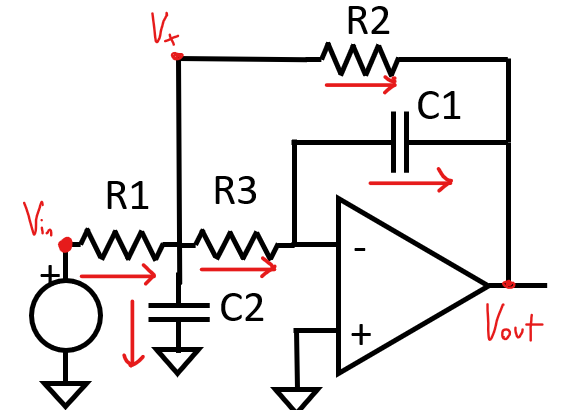 Vx
R2
C1
R1
R3
Vin
+
-
C2
+
Vout